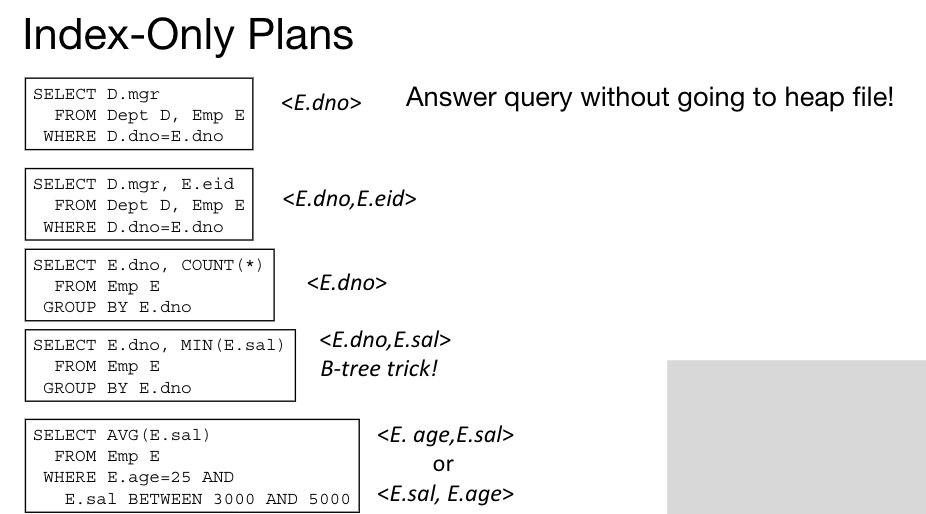 Index-Only Plans
SELECT D.mgr
FROM Dept D, Emp E
WHERE D.dno=E.dno
<E.dno>
Answer query without going to heap file!
SELECT D.mgr, E.eid
FROM Dept D, Emp E
WHERE D.dno=E.dno
<E.dno,E.eid>
SELECT E.dno, COUNT(*)
FROM Emp E
GROUP BY E.dno
<E.dno>
SELECT E.dno, MIN(E.sal)
FROM Emp E
GROUP BY E.dno
<E.dno,E.sal>
B-tree trick!
SELECT AVG(E.sal)
FROM Emp E
WHERE E.age=25 AND
E.sal BETWEEN 3000 AND 5000
<E. age,E.sal>
or
<E.sal, E.age>